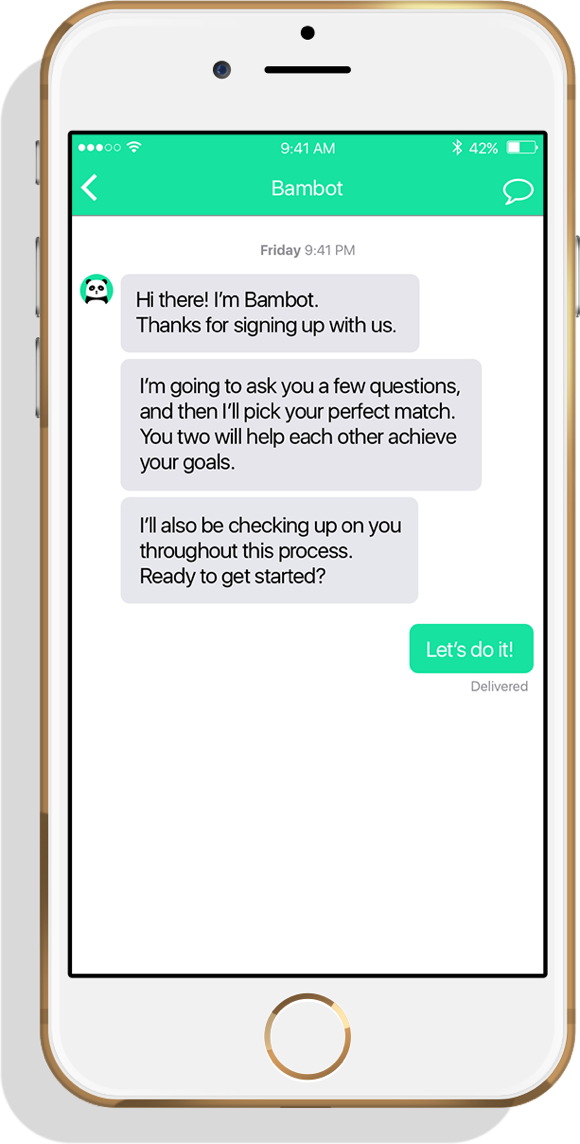 9:41 AM
42%
Bambot
Friday 9:41 PM
Hi there! I’m Bambot.
Thanks for signing up with us.
I’m going to ask you a few questions,
and then I’ll pick your perfect match.
You two will help each other achieve
your goals.
I’ll also be checking up on you
throughout this process.
Ready to get started?
Let’s do it!
Delivered